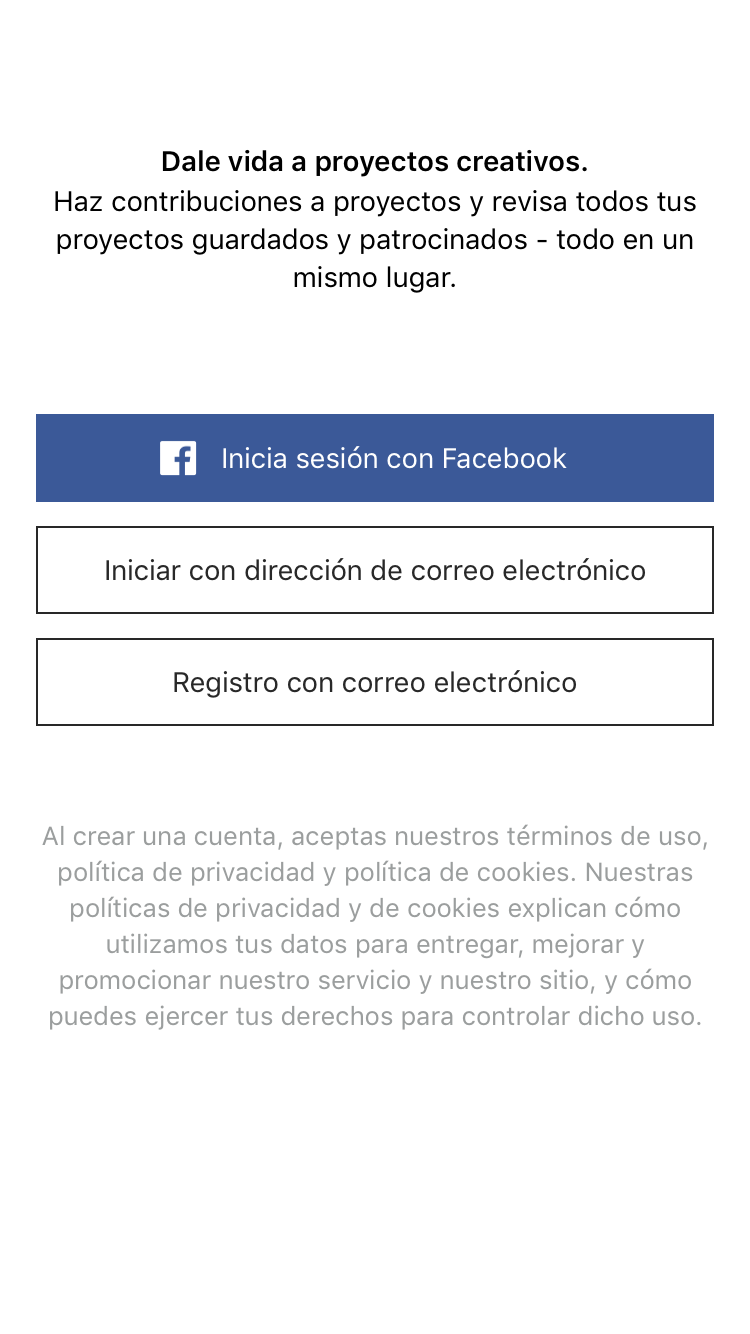 Dale vida a proyectos creativos.
Haz contribuciones a proyectos y revisa todos tus
proyectos guardados y patrocinados - todo en un
mismo lugar.
Inicia sesión con Facebook
Iniciar con dirección de correo electrónico
Registro con correo electrónico
Al crear una cuenta, aceptas nuestros términos de uso,
política de privacidad y política de cookies. Nuestras
políticas de privacidad y de cookies explican cómo
utilizamos tus datos para entregar, mejorar y
promocionar nuestro servicio y nuestro sitio, y cómo
puedes ejercer tus derechos para controlar dicho uso.